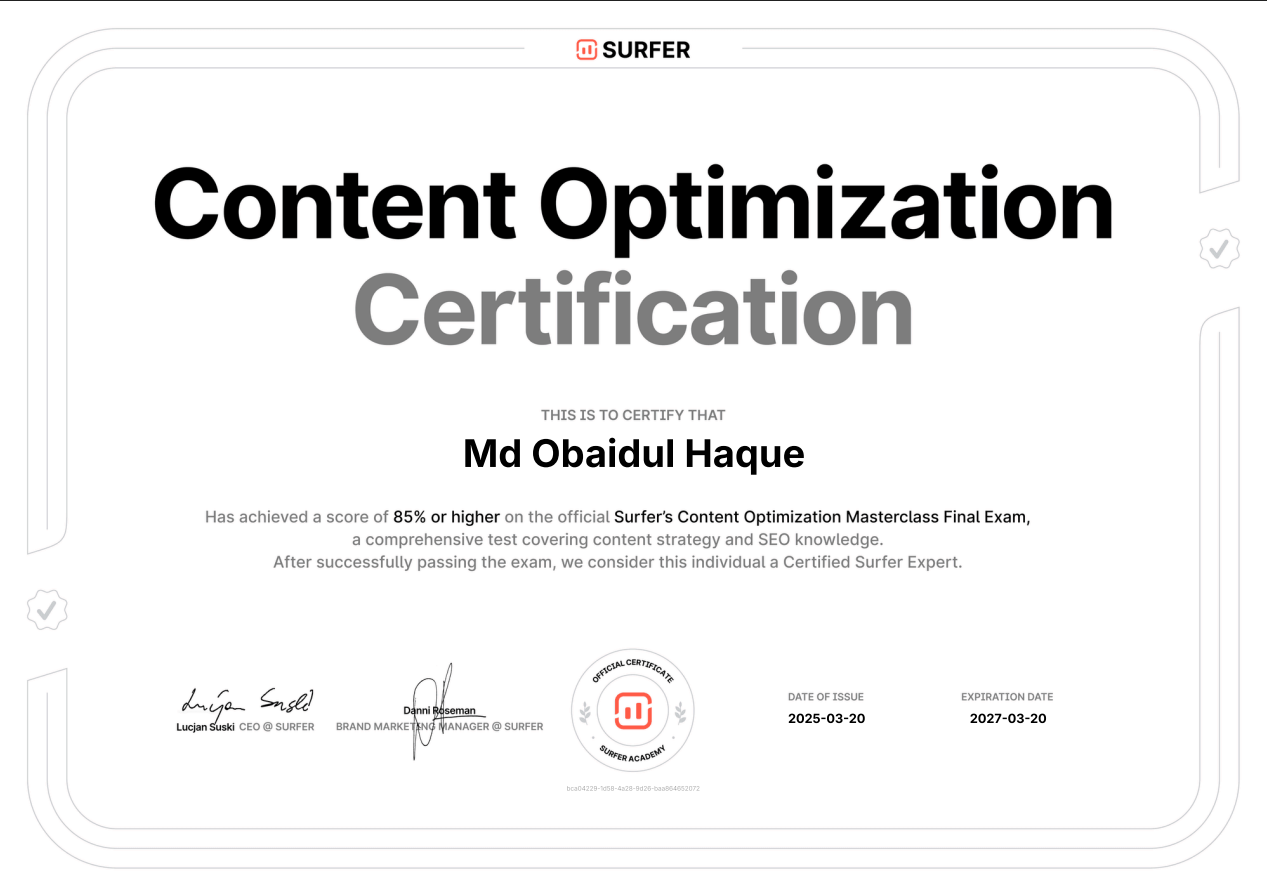 SURFER
Content Optimization
Certification
THIS IS TO CERTIFY THAT
Md Obaidul Haque
Has achieved a score of 85% or higher on the official Surfer's Content Optimization Masterclass Final Exam,
a comprehensive test covering content strategy and SEO knowledge.
After successfully passing the exam, we consider this individual a Certified Surfer Expert.
Lucjan Suski
Lucjan Suski CEO @ SURFER
Danni Roseman
BRAND MARKETING MANAGER @ SURFER
OFFICIAL CERTIFICATE
SURFER ACADEMY
DATE OF ISSUE
2025-03-20
EXPIRATION DATE
2027-03-20